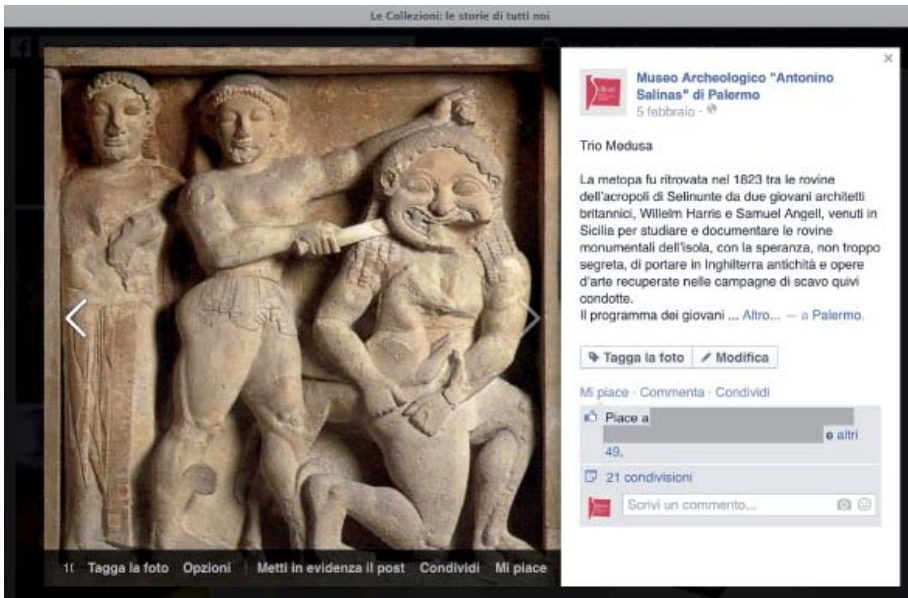 Le Collezioni: le storie di tutti noi
Museo Archeologico "Antonino
Salinas" di Palermo
5 febbraio ·
Trio Medusa
La metopa fu ritrovata nel 1823 tra le rovine
dell'acropoli di Selinunte da due giovani architetti
britannici, Willelm Harris e Samuel Angell, venuti in
Sicilia per studiare e documentare le rovine
monumentali dell'isola, con la speranza, non troppo
segreta, di portare in Inghilterra antichità e opere
d'arte recuperate nelle campagne di scavo quivi
condotte.
Il programma dei giovani ... Altro... — a Palermo.
Tagga la foto Modifica
Mi piace · Commenta · Condividi
Piace a
e altri
49.
21 condivisioni
Scrivi un commento...
Tagga la foto Opzioni Metti in evidenza il post Condividi Mi piace